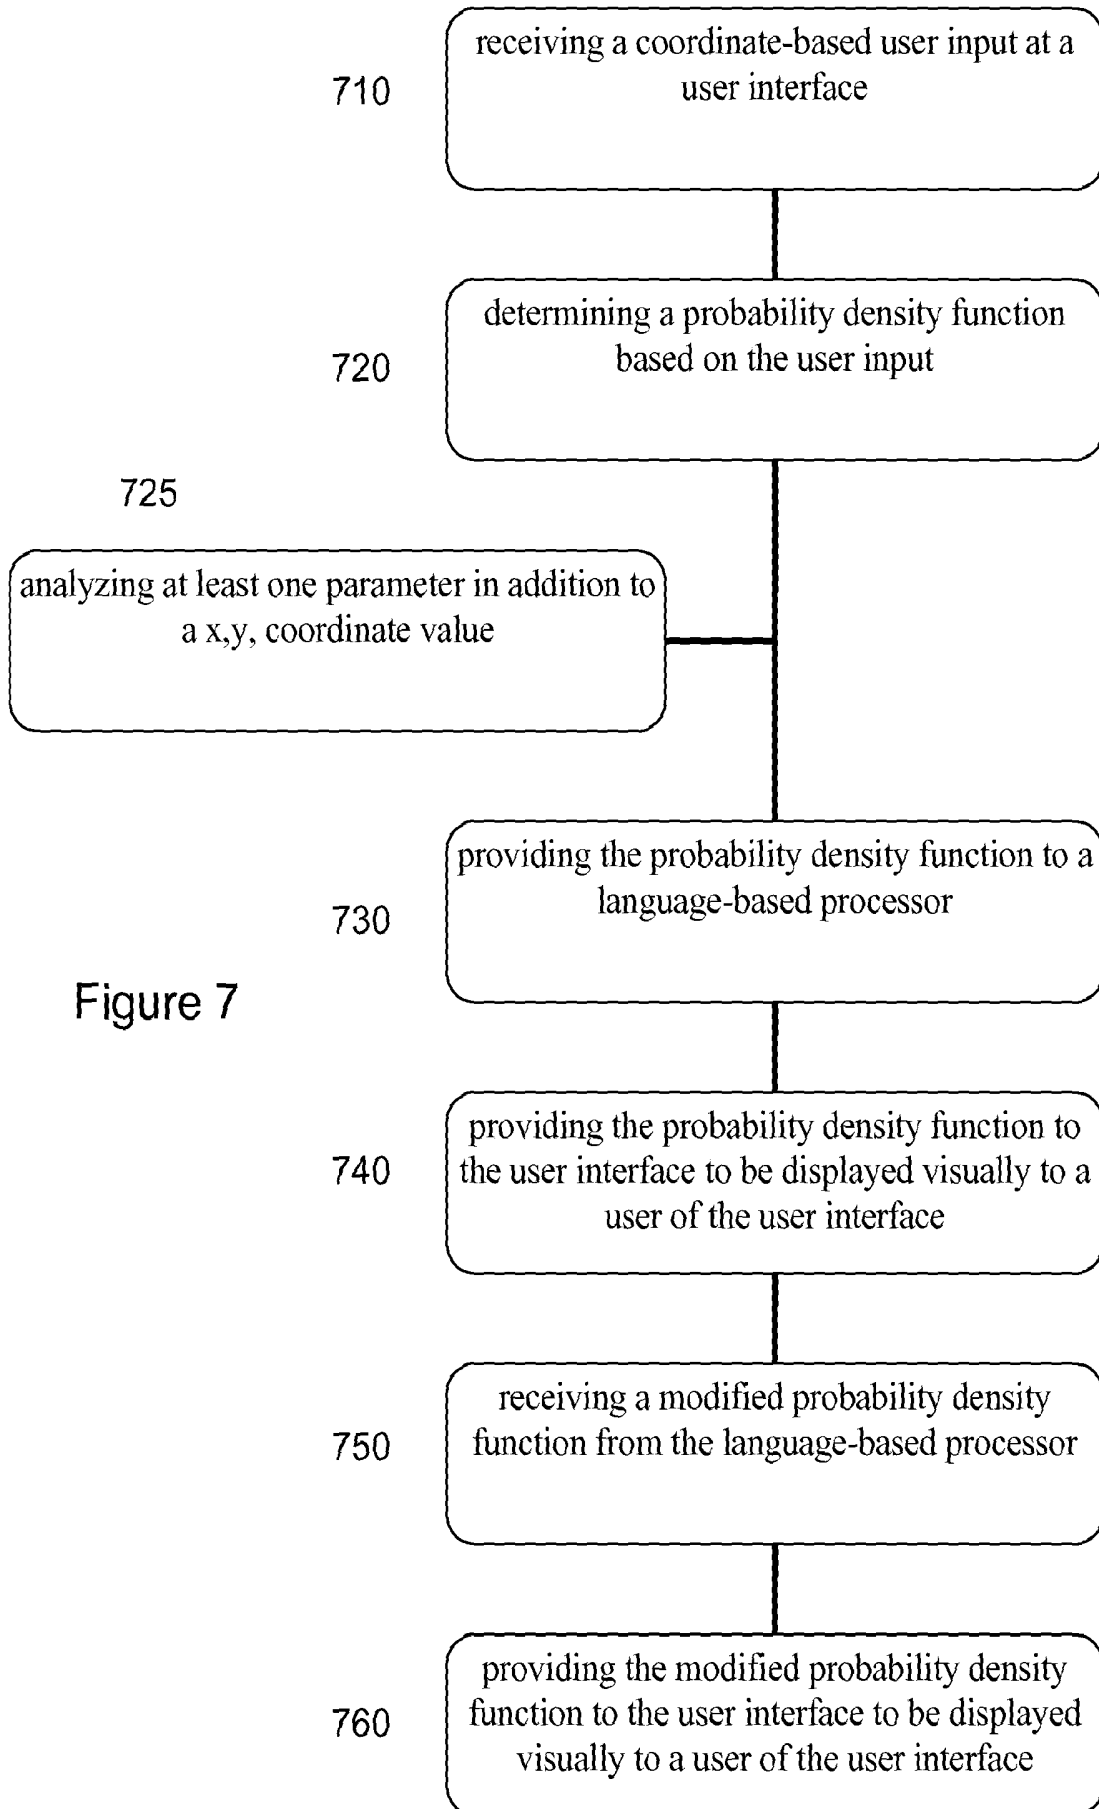 receiving a coordinate-based user input at a
user interface
710
determining a probability density function
based on the user input
720
725
analyzing at least one parameter in addition to
a x,y, coordinate value
providing the probability density function to a
language-based processor
730
Figure 7
providing the probability density function to
the user interface to be displayed visually to a
user of the user interface
740
receiving a modified probability density
function from the language-based processor
750
providing the modified probability density
function to the user interface to be displayed
visually to a user of the user interface
760